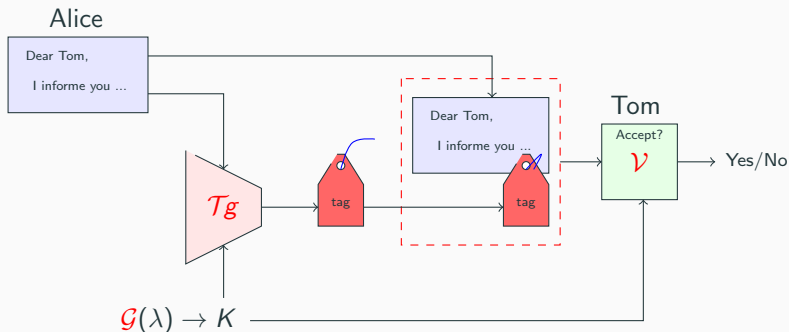 Alice
Dear Tom,
I informe you ...
Dear Tom,
I informe you ...
Tom
Accept?
𝒱
Yes/No
𝒯g
tag
tag
𝒢(λ) → K